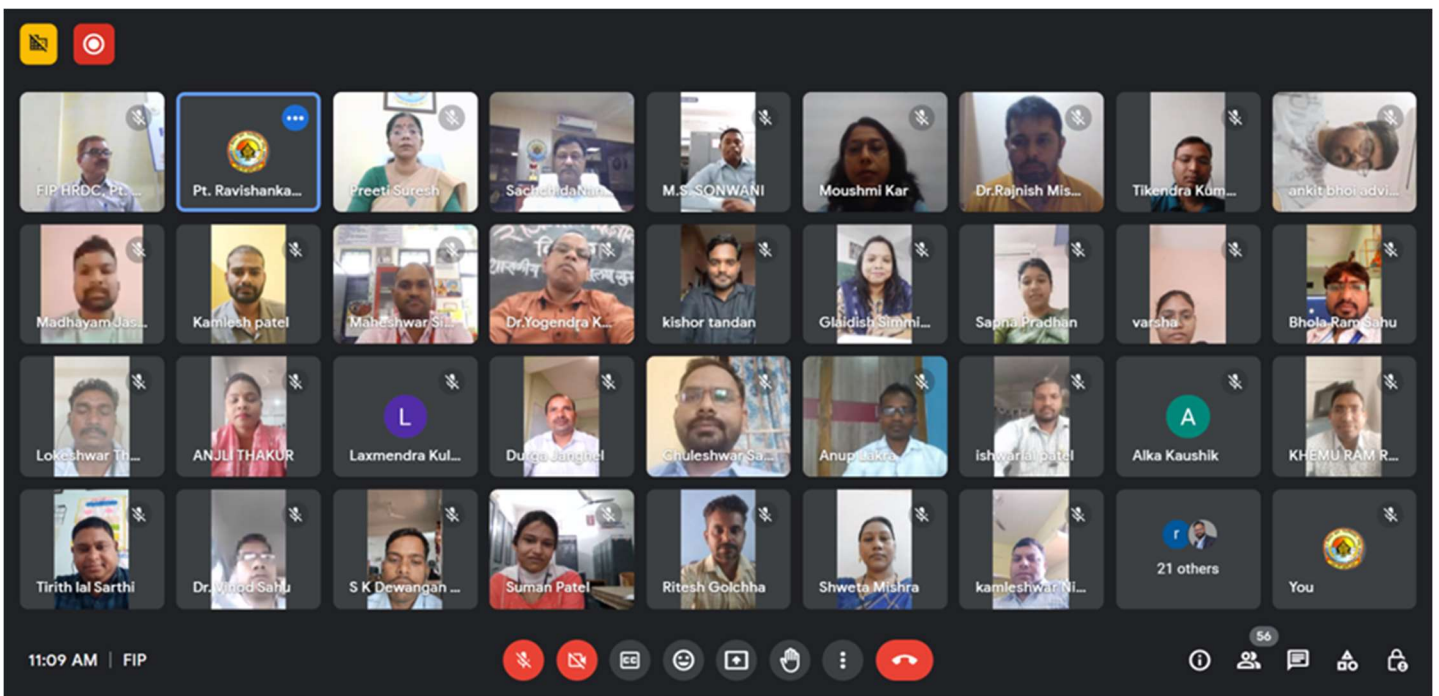 FIP HRDC, Pt. ...
Pt. Ravishanka...
Preeti Suresh
SachchidaNan...
M.S. SONWANI
Moushmi Kar
Dr.Rajnish Mis...
Tikendra Kum...
ankit bhoi advi...
Madhayam Jas...
Kamlesh patel
Maheshwar Si...
Dr.Yogendra K...
kishor tandan
Glaidish Simmi...
Sapna Pradhan
varsha
Bhola Ram Sahu
Lokeshwar Th...
ANJLI THAKUR
L
Laxmendra Kul...
Durga Janghel
Chuleshwar Sa...
Anup Lakra
ishwarlal patel
A
Alka Kaushik
KHEMU RAM R...
Tirith lal Sarthi
Dr. Vinod Sahu
S K Dewangan ...
Suman Patel
Ritesh Golchha
Shweta Mishra
kamleshwar Ni...
r
21 others
You
56
11:09 AM | FIP
CC